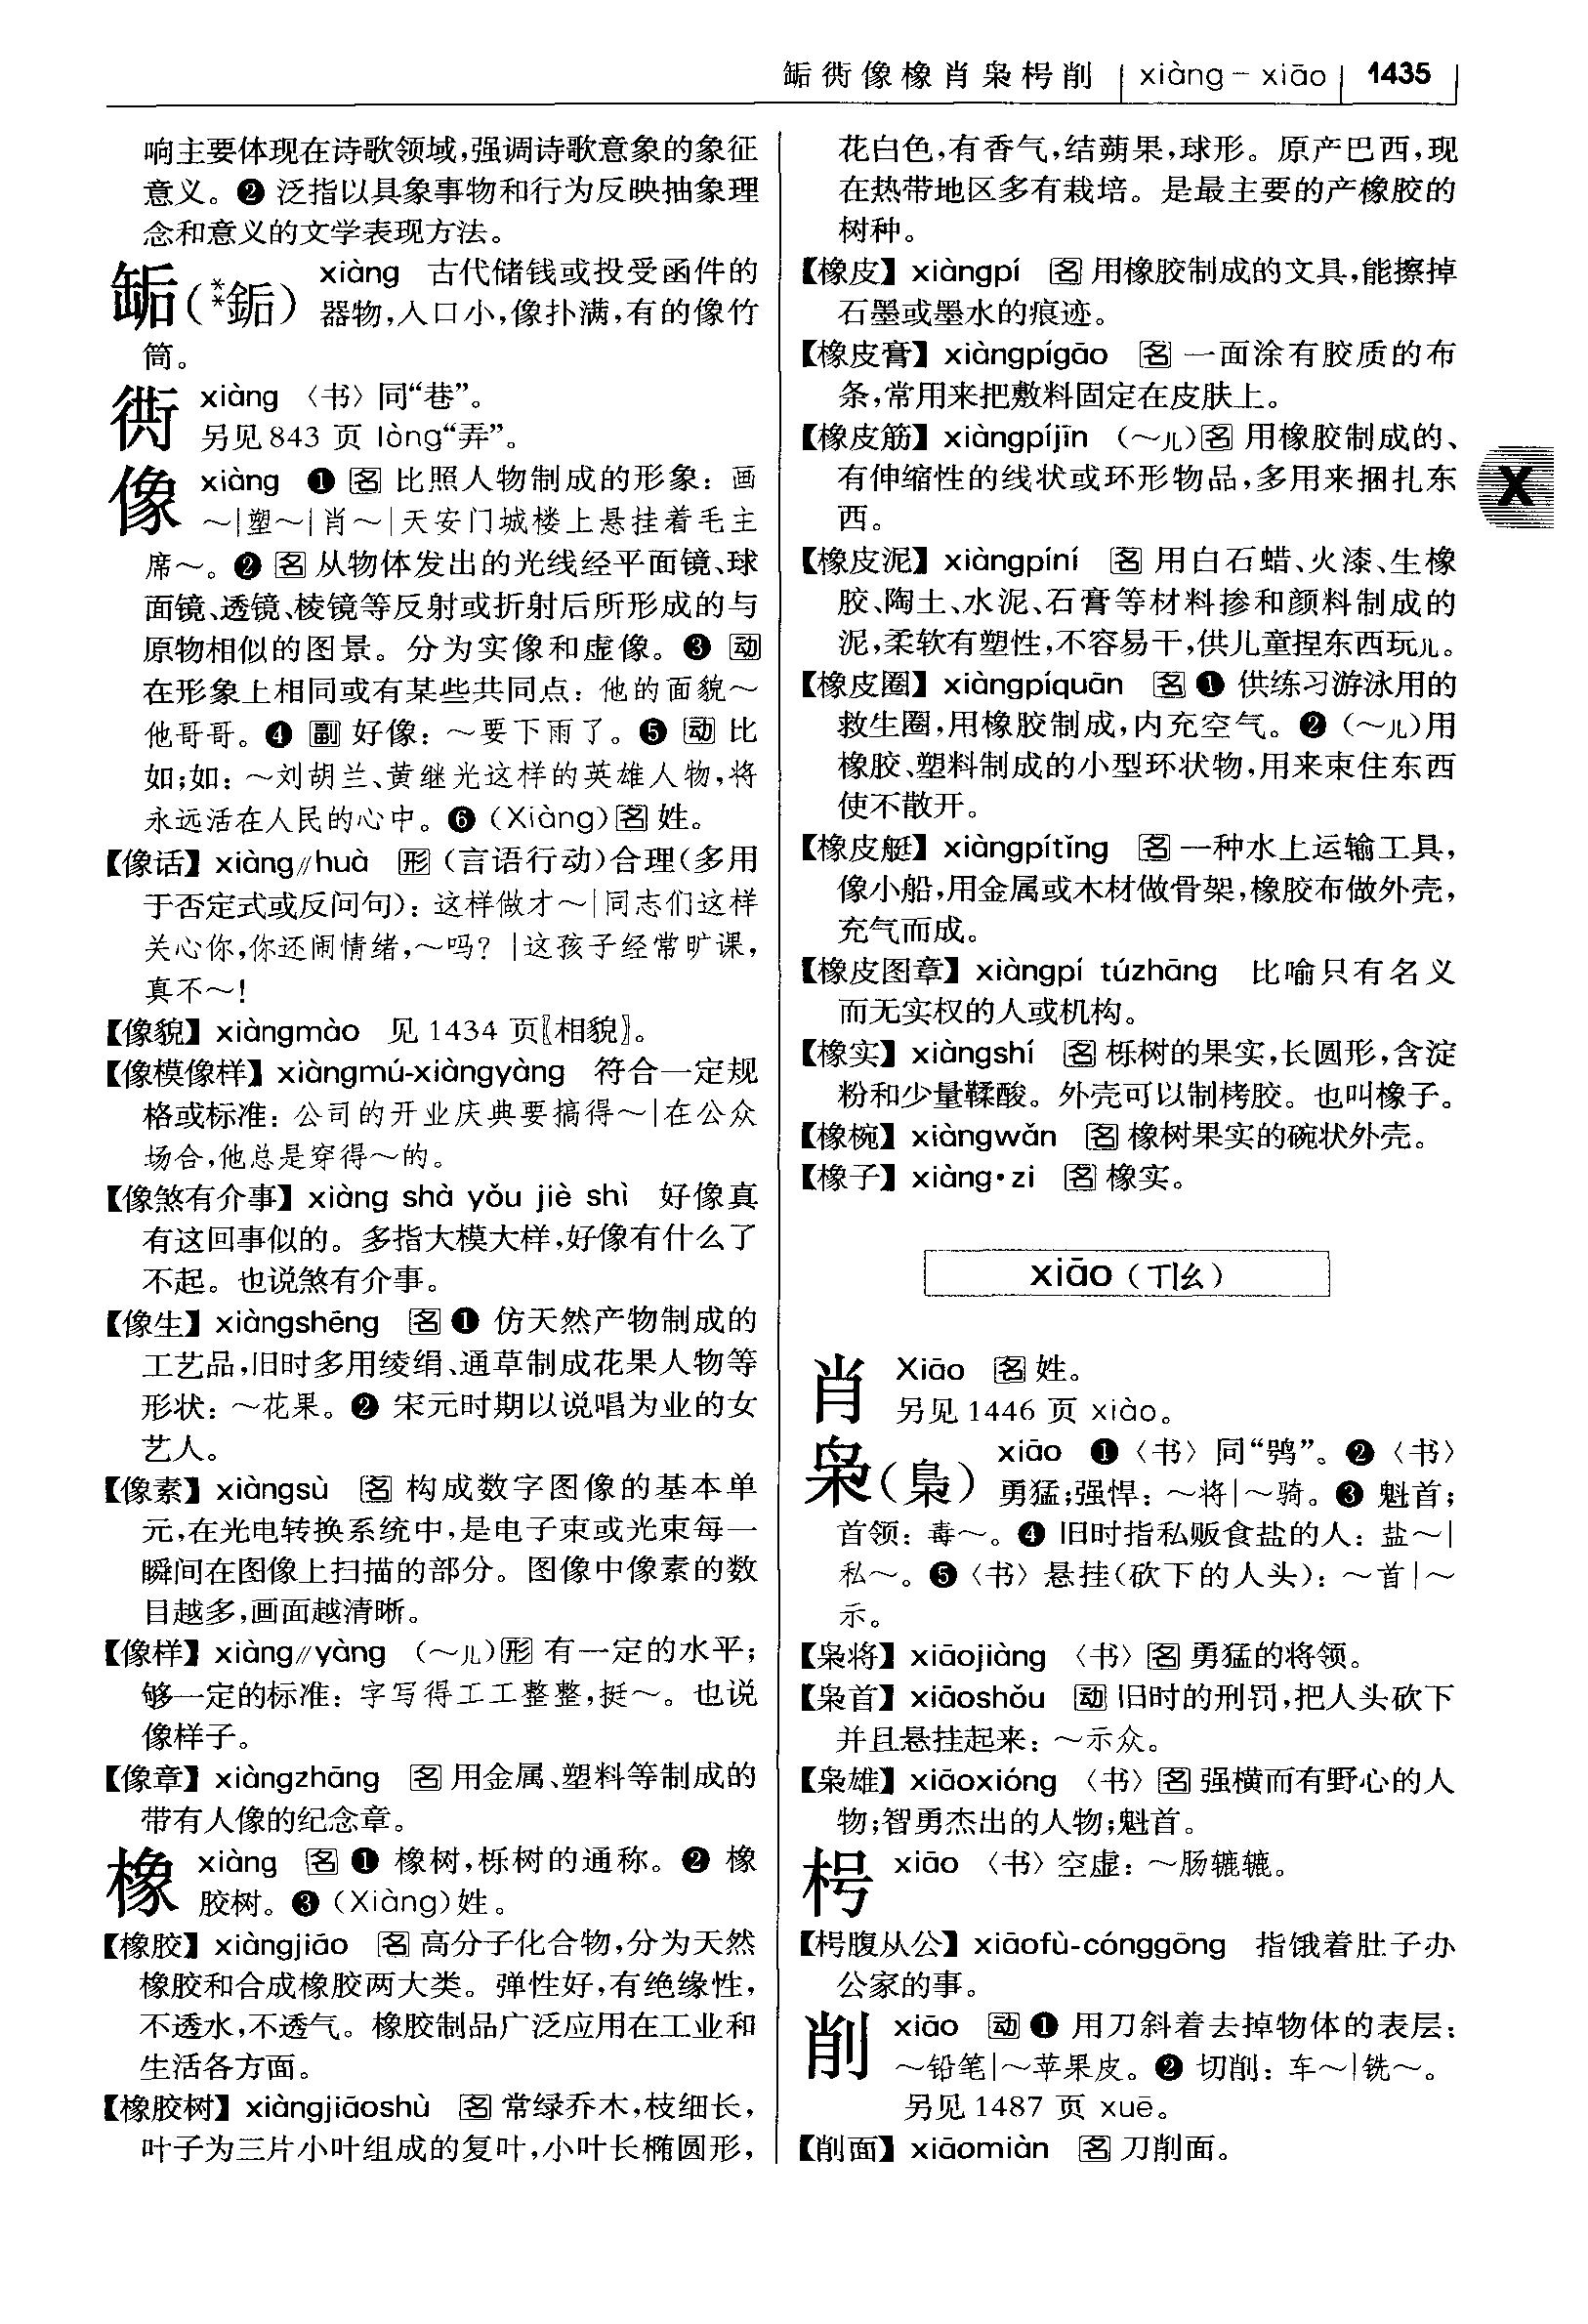 缿衖像橡肖枭枵削 xiàng－xiāo 1435
响主要体现在诗歌领域,强调诗歌意象的象征
意义。❷ 泛指以具象事物和行为反映抽象理
念和意义的文学表现方法。
缿(**銗) xiàng 古代储钱或投受函件的
器物,入口小,像扑满,有的像竹
筒。
衖 xiàng 〈书〉同“巷”。
另见843 页 lòng“弄”。
像 xiàng ❶ 名 比照人物制成的形象：画
～|塑～|肖～|天安门城楼上悬挂着毛主
席～。❷ 名 从物体发出的光线经平面镜、球
面镜、透镜、棱镜等反射或折射后所形成的与
原物相似的图景。分为实像和虚像。❸ 动
在形象上相同或有某些共同点：他的面貌～
他哥哥。❹ 副 好像：～要下雨了。❺ 动 比
如;如：～刘胡兰、黄继光这样的英雄人物,将
永远活在人民的心中。❻ (Xiàng) 名 姓。
【像话】xiàng∥huà 形 (言语行动)合理(多用
于否定式或反问句)：这样做才～|同志们这样
关心你,你还闹情绪,～吗？|这孩子经常旷课,
真不～!
【像貌】xiàngmào 见 1434 页〖相貌〗。
【像模像样】xiàngmú-xiàngyàng 符合一定规
格或标准：公司的开业庆典要搞得～|在公众
场合,他总是穿得～的。
【像煞有介事】xiàng shà yǒu jiè shì 好像真
有这回事似的。多指大模大样,好像有什么了
不起。也说煞有介事。
【像生】xiàngshēng 名 ❶ 仿天然产物制成的
工艺品,旧时多用绫绢、通草制成花果人物等
形状：～花果。❷ 宋元时期以说唱为业的女
艺人。
【像素】xiàngsù 名 构成数字图像的基本单
元,在光电转换系统中,是电子束或光束每一
瞬间在图像上扫描的部分。图像中像素的数
目越多,画面越清晰。
【像样】xiàng∥yàng (～儿)形 有一定的水平;
够一定的标准：字写得工工整整,挺～。也说
像样子。
【像章】xiàngzhāng 名 用金属、塑料等制成的
带有人像的纪念章。
橡 xiàng 名 ❶ 橡树,栎树的通称。❷ 橡
胶树。❸ (Xiàng)姓。
【橡胶】xiàngjiāo 名 高分子化合物,分为天然
橡胶和合成橡胶两大类。弹性好,有绝缘性,
不透水,不透气。橡胶制品广泛应用在工业和
生活各方面。
【橡胶树】xiàngjiāoshù 名 常绿乔木,枝细长,
叶子为三片小叶组成的复叶,小叶长椭圆形,
花白色,有香气,结蒴果,球形。原产巴西,现
在热带地区多有栽培。是最主要的产橡胶的
树种。
【橡皮】xiàngpí 名 用橡胶制成的文具,能擦掉
石墨或墨水的痕迹。
【橡皮膏】xiàngpígāo 名 一面涂有胶质的布
条,常用来把敷料固定在皮肤上。
【橡皮筋】xiàngpíjīn (～儿)名 用橡胶制成的、
有伸缩性的线状或环形物品,多用来捆扎东
西。
【橡皮泥】xiàngpíní 名 用白石蜡、火漆、生橡
胶、陶土、水泥、石膏等材料掺和颜料制成的
泥,柔软有塑性,不容易干,供儿童捏东西玩儿。
【橡皮圈】xiàngpíquān 名 ❶ 供练习游泳用的
救生圈,用橡胶制成,内充空气。❷ (～儿)用
橡胶、塑料制成的小型环状物,用来束住东西
使不散开。
【橡皮艇】xiàngpítǐng 名 一种水上运输工具,
像小船,用金属或木材做骨架,橡胶布做外壳,
充气而成。
【橡皮图章】xiàngpí túzhāng 比喻只有名义
而无实权的人或机构。
【橡实】xiàngshí 名 栎树的果实,长圆形,含淀
粉和少量鞣酸。外壳可以制栲胶。也叫橡子。
【橡椀】xiàngwǎn 名 橡树果实的碗状外壳。
【橡子】xiàng•zi 名 橡实。
xiāo (ㄒㄧㄠ)
肖 Xiāo 名 姓。
另见1446 页 xiào。
枭(梟) xiāo ❶〈书〉同“鸮”。❷〈书〉
勇猛;强悍：～将|～骑。❸ 魁首;
首领：毒～。❹ 旧时指私贩食盐的人：盐～|
私～。❺〈书〉悬挂(砍下的人头)：～首|～
示。
【枭将】xiāojiàng 〈书〉名 勇猛的将领。
【枭首】xiāoshǒu 动 旧时的刑罚,把人头砍下
并且悬挂起来：～示众。
【枭雄】xiāoxióng 〈书〉名 强横而有野心的人
物;智勇杰出的人物;魁首。
枵 xiāo 〈书〉空虚：～肠辘辘。
【枵腹从公】xiāofù-cónggōng 指饿着肚子办
公家的事。
削 xiāo 动 ❶ 用刀斜着去掉物体的表层：
～铅笔|～苹果皮。❷ 切削：车～|铣～。
另见1487 页 xuē。
【削面】xiāomiàn 名 刀削面。
X